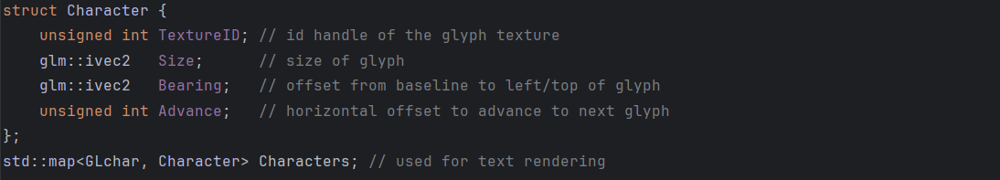 struct Character {
    unsigned int TextureID; // id handle of the glyph texture
    glm::ivec2   Size;      // size of glyph
    glm::ivec2   Bearing;   // offset from baseline to left/top of glyph
    unsigned int Advance;   // horizontal offset to advance to next glyph
};
std::map<GLchar, Character> Characters; // used for text rendering